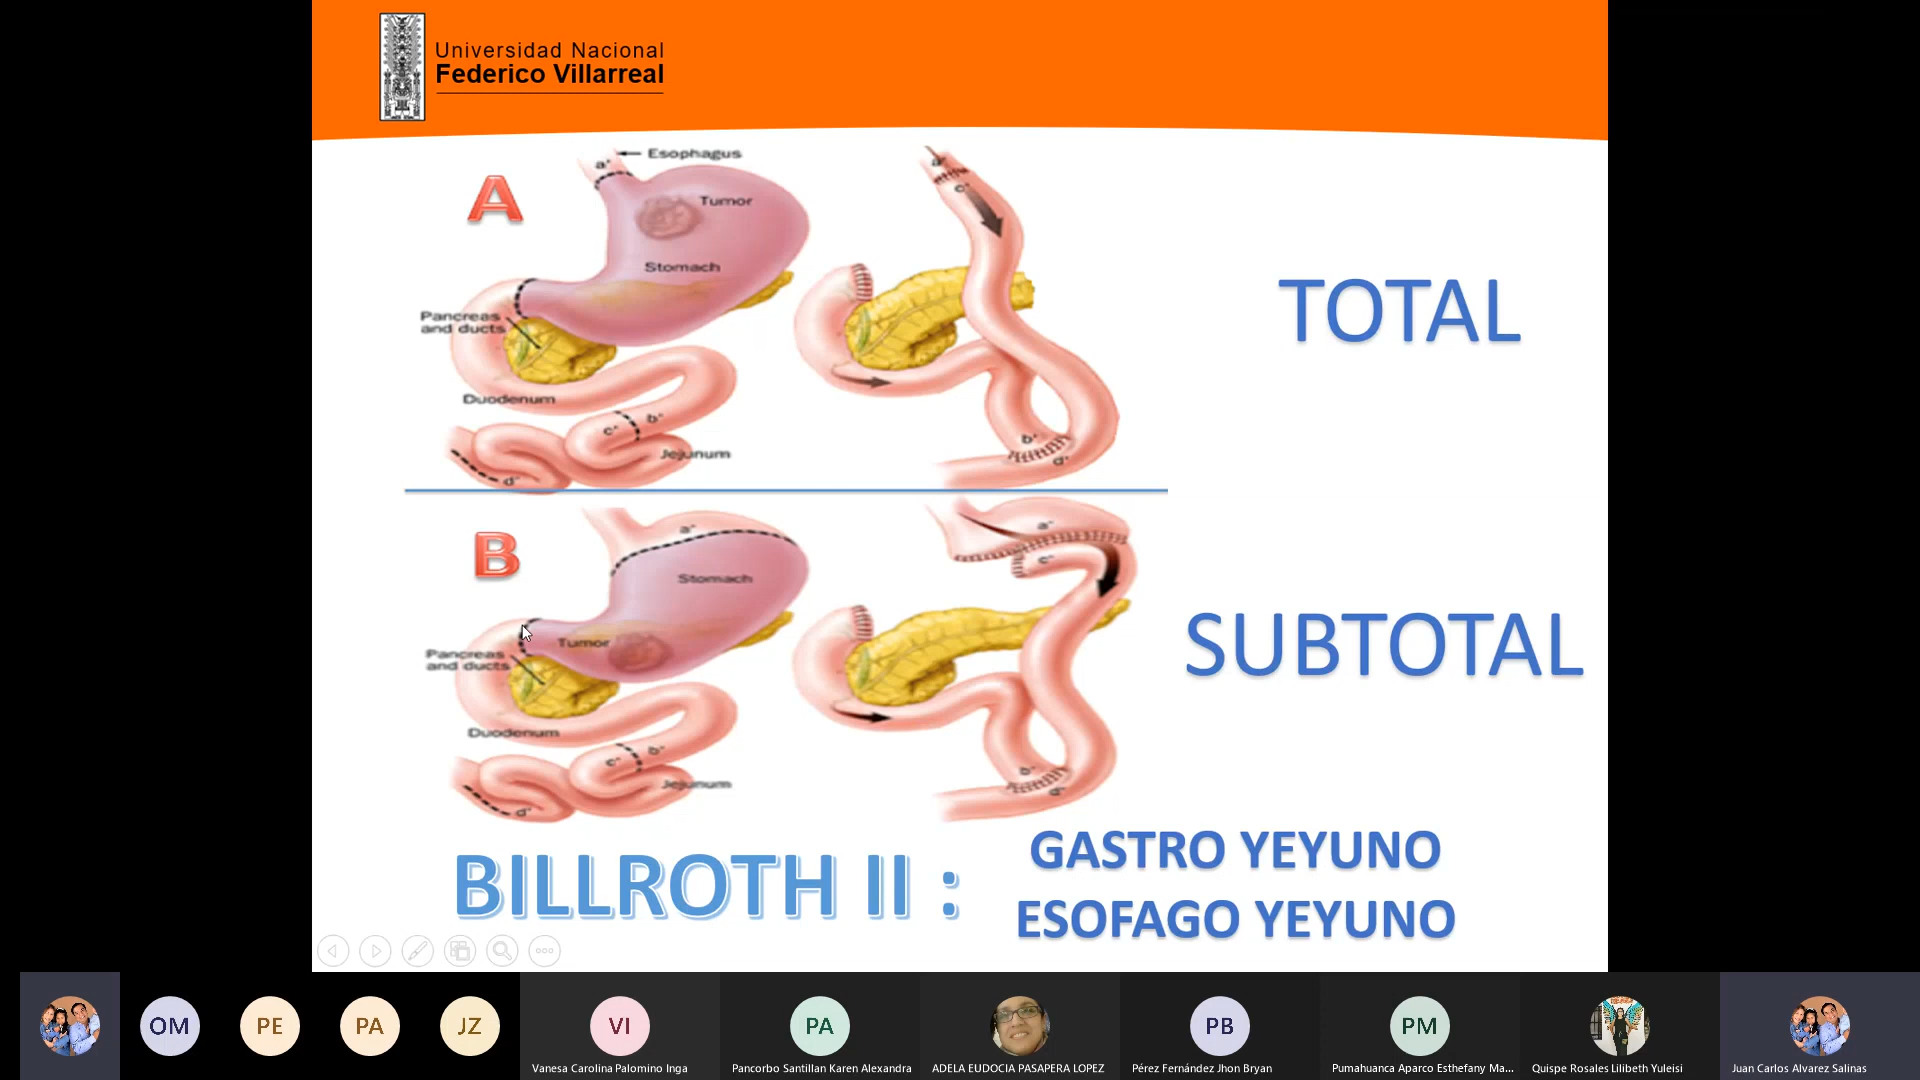 Universidad Nacional
Federico Villarreal
A
a'
Esophagus
Tumor
Stomach
Pancreas
and ducts
Duodenum
c' b'
Jejunum
d'
a'
c'
b'
d'
TOTAL
B
a'
Stomach
Tumor
Pancreas
and ducts
Duodenum
c' b'
Jejunum
d'
a'
c'
b'
d'
SUBTOTAL
BILLROTH II :
GASTRO YEYUNO
ESOFAGO YEYUNO
OM
PE
PA
JZ
VI
PA
PB
PM
Vanesa Carolina Palomino Inga
Pancorbo Santillan Karen Alexandra
ADELA EUDOCIA PASAPERA LOPEZ
Pérez Fernández Jhon Bryan
Pumahuanca Aparco Esthefany Ma...
Quispe Rosales Lilibeth Yuleisi
Juan Carlos Alvarez Salinas